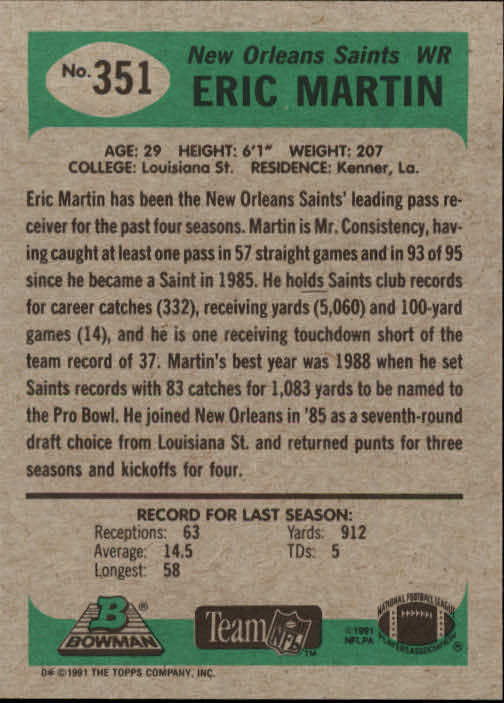 No. 351
New Orleans Saints WR
ERIC MARTIN
AGE: 29 HEIGHT: 6'1" WEIGHT: 207
COLLEGE: Louisiana St. RESIDENCE: Kenner, La.
Eric Martin has been the New Orleans Saints' leading pass re-
ceiver for the past four seasons. Martin is Mr. Consistency, hav-
ing caught at least one pass in 57 straight games and in 93 of 95
since he became a Saint in 1985. He holds Saints club records
for career catches (332), receiving yards (5,060) and 100-yard
games (14), and he is one receiving touchdown short of the
team record of 37. Martin's best year was 1988 when he set
Saints records with 83 catches for 1,083 yards to be named to
the Pro Bowl. He joined New Orleans in '85 as a seventh-round
draft choice from Louisiana St. and returned punts for three
seasons and kickoffs for four.
RECORD FOR LAST SEASON:
Receptions: 63 Yards: 912
Average: 14.5 TDs: 5
Longest: 58
B ®
BOWMAN
Team NFL ™
© 1991
NFLPA
NATIONAL FOOTBALL LEAGUE
PLAYERS ASSOCIATION ®
D* © 1991 THE TOPPS COMPANY, INC.